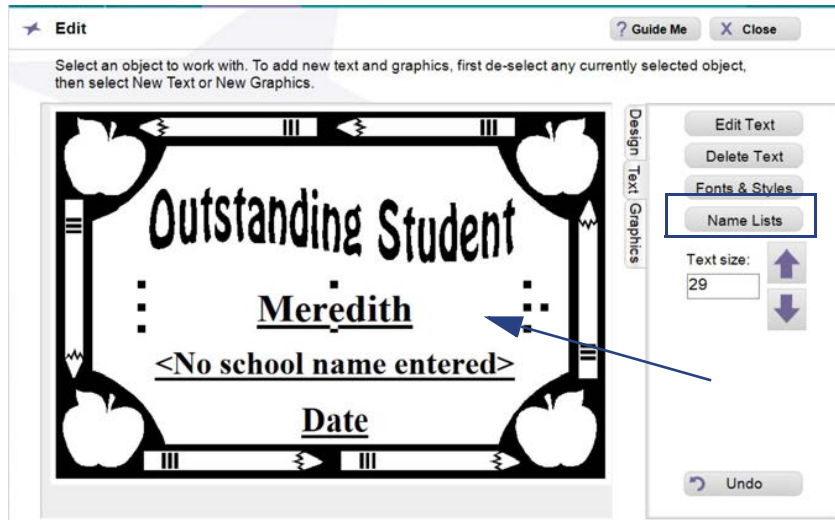 Edit
? Guide Me
X Close
Select an object to work with. To add new text and graphics, first de-select any currently selected object,
then select New Text or New Graphics.
Outstanding Student
Meredith
<No school name entered>
Date
Design
Text
Graphics
Edit Text
Delete Text
Fonts & Styles
Name Lists
Text size:
29
Undo